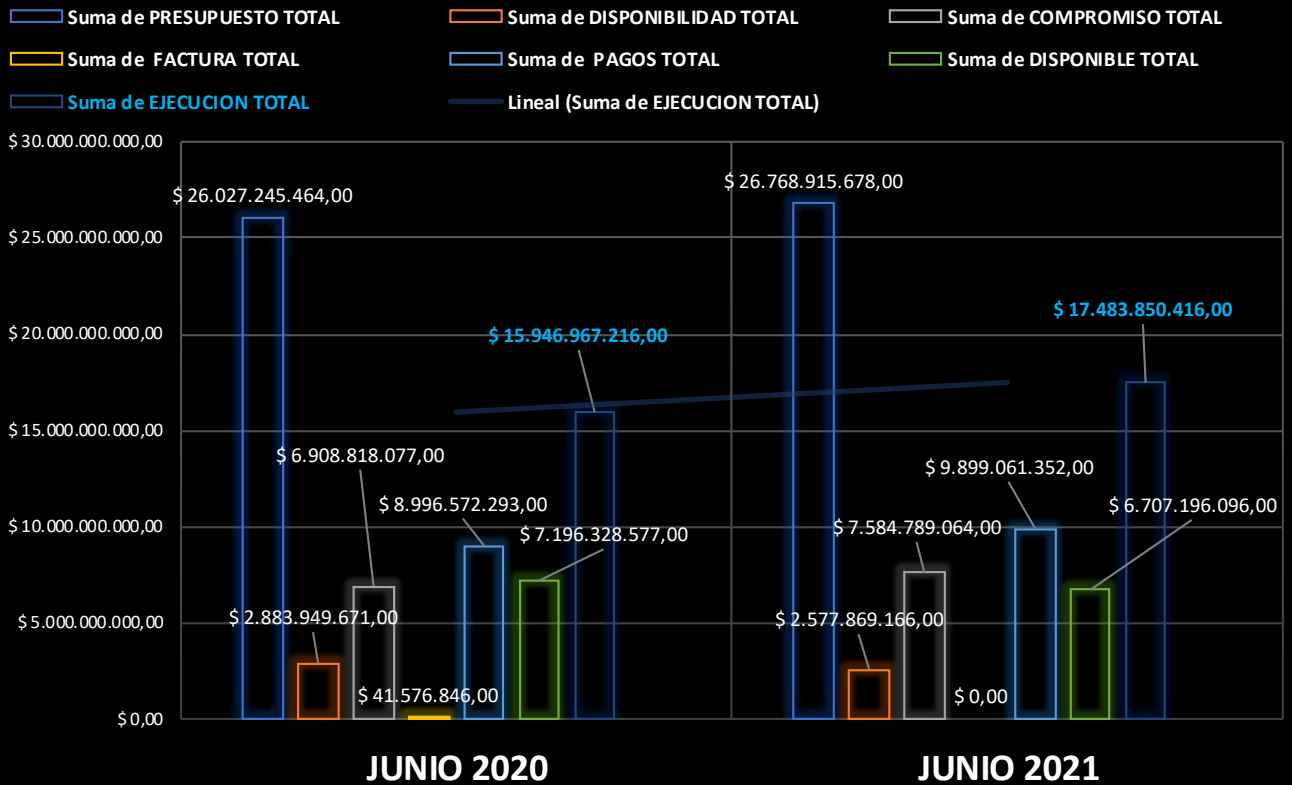 Suma de PRESUPUESTO TOTAL
Suma de DISPONIBILIDAD TOTAL
Suma de COMPROMISO TOTAL
Suma de FACTURA TOTAL
Suma de PAGOS TOTAL
Suma de DISPONIBLE TOTAL
Suma de EJECUCION TOTAL
Lineal (Suma de EJECUCION TOTAL)
$ 30.000.000.000,00
$ 25.000.000.000,00
$ 20.000.000.000,00
$ 15.000.000.000,00
$ 10.000.000.000,00
$ 5.000.000.000,00
$ 0,00
$ 26.027.245.464,00
$ 2.883.949.671,00
$ 6.908.818.077,00
$ 41.576.846,00
$ 8.996.572.293,00
$ 7.196.328.577,00
$ 15.946.967.216,00
$ 26.768.915.678,00
$ 2.577.869.166,00
$ 7.584.789.064,00
$ 0,00
$ 9.899.061.352,00
$ 6.707.196.096,00
$ 17.483.850.416,00
JUNIO 2020
JUNIO 2021